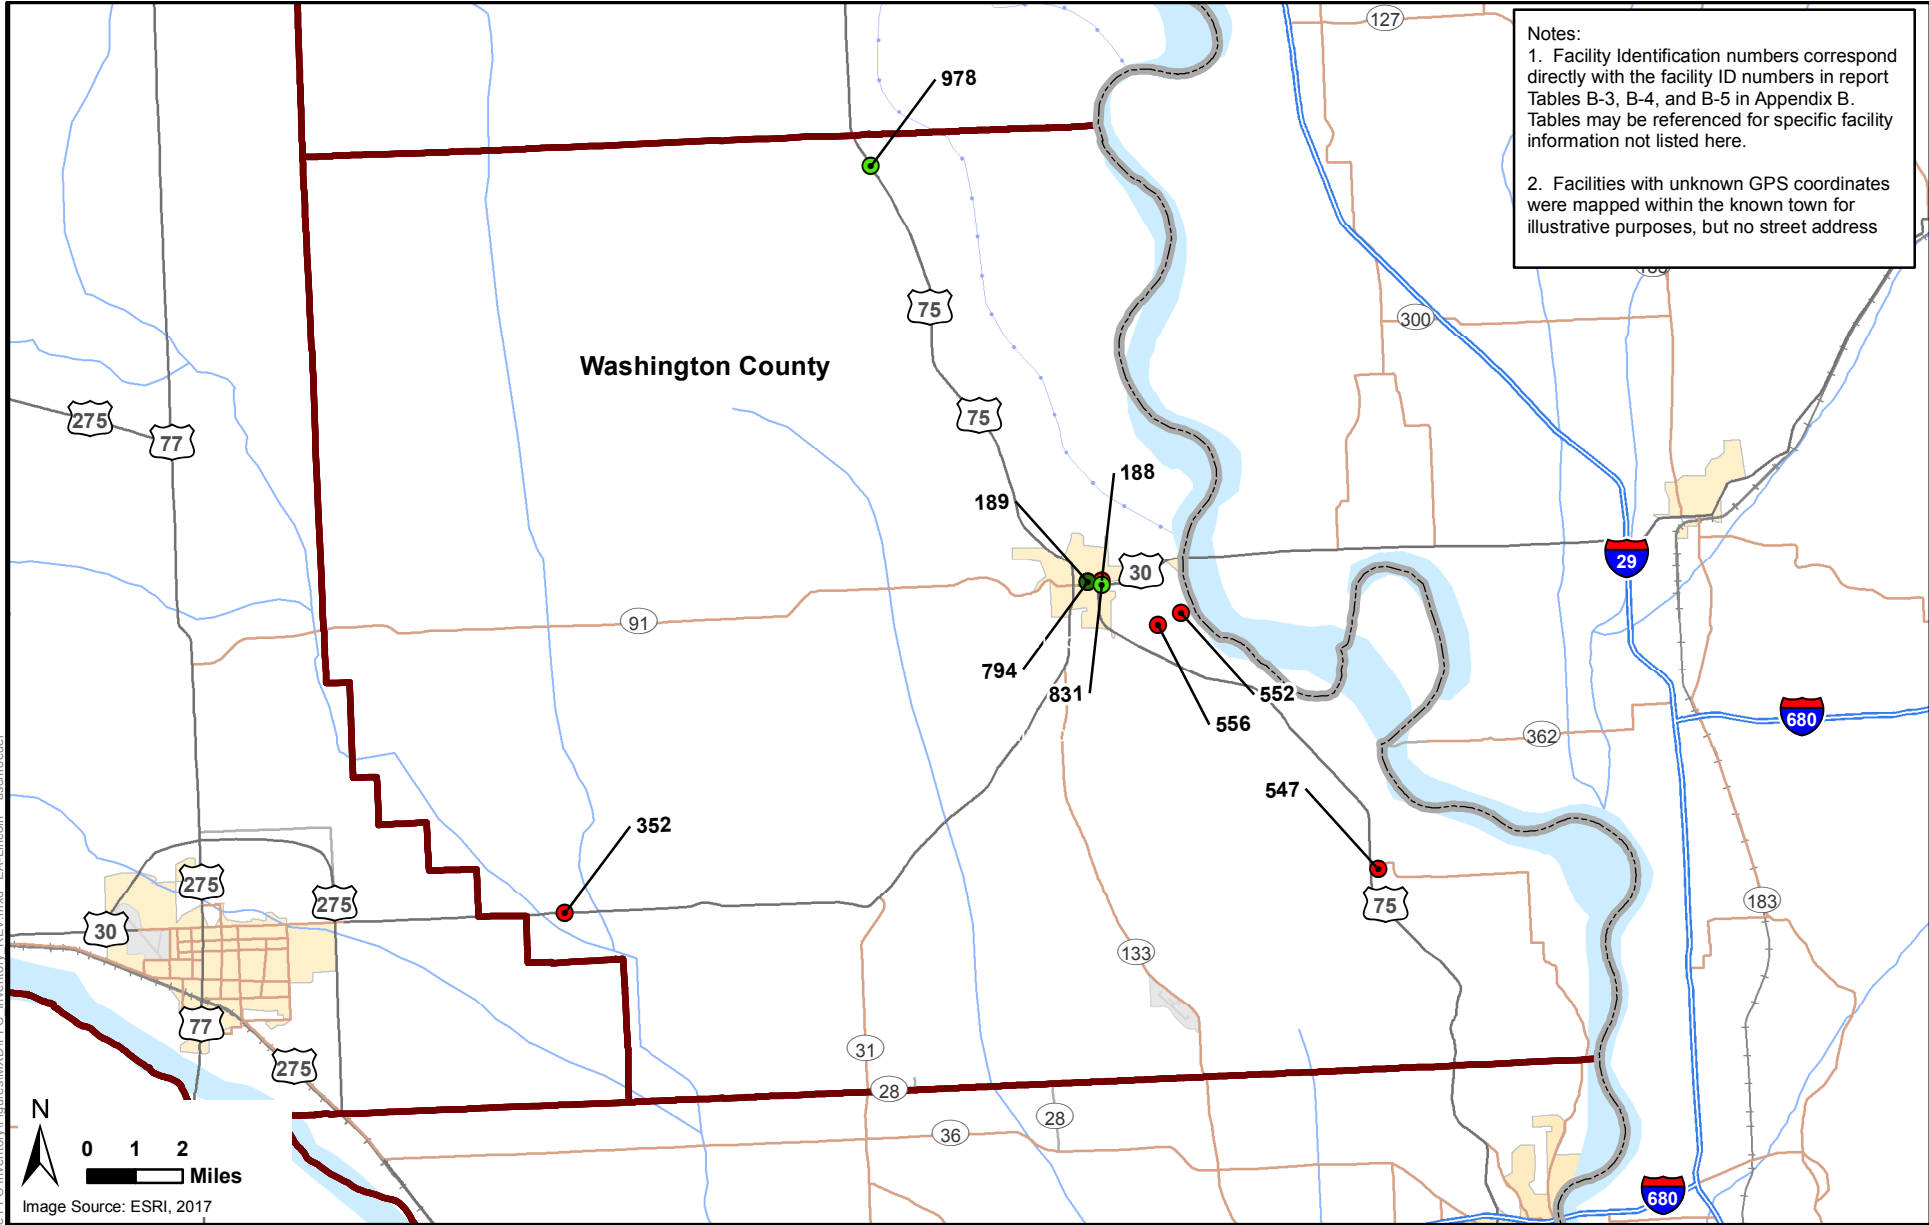 127
Notes:
1. Facility Identification numbers correspond
directly with the facility ID numbers in report
Tables B-3, B-4, and B-5 in Appendix B.
Tables may be referenced for specific facility
information not listed here.
2. Facilities with unknown GPS coordinates
were mapped within the known town for
illustrative purposes, but no street address
978
75
300
Washington County
275
77
75
188
189
30
29
91
794
831
552
556
680
362
547
352
275
275
30
75
183
133
77
31
275
28
28
36
N
0 1 2
Miles
680
Image Source: ESRI, 2017